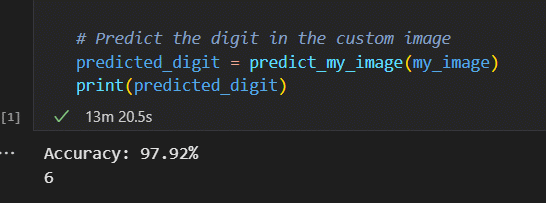 # Predict the digit in the custom image
predicted_digit = predict_my_image(my_image)
print(predicted_digit)
[1]
13m 20.5s
Accuracy: 97.92%
6